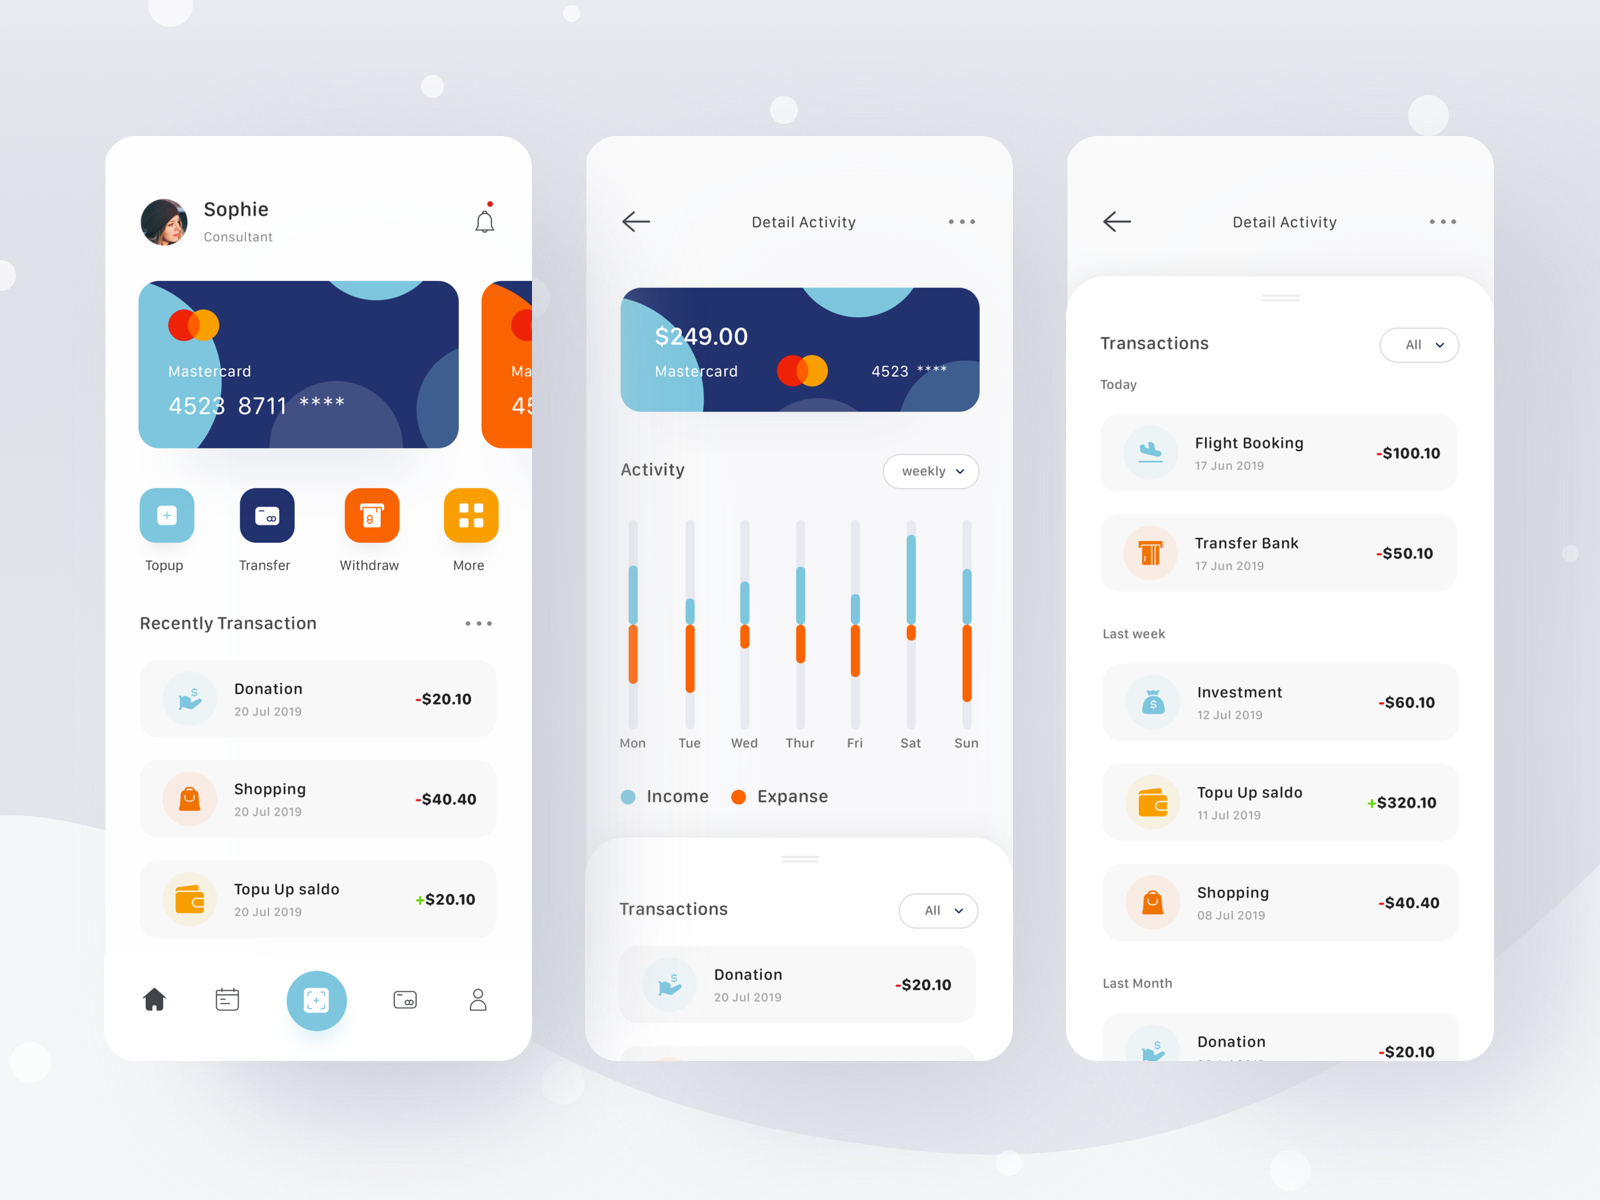 Sophie
Consultant
Mastercard
4523 8711 ****
Ma
45
Topup
Transfer
Withdraw
More
Recently Transaction
Donation
20 Jul 2019
-$20.10
Shopping
20 Jul 2019
-$40.40
Topu Up saldo
20 Jul 2019
+$20.10
Detail Activity
$249.00
Mastercard
4523 ****
Activity
weekly
Mon Tue Wed Thur Fri Sat Sun
Income
Expanse
Transactions
All
Donation
20 Jul 2019
-$20.10
Detail Activity
Transactions
All
Today
Flight Booking
17 Jun 2019
-$100.10
Transfer Bank
17 Jun 2019
-$50.10
Last week
Investment
12 Jul 2019
-$60.10
Topu Up saldo
11 Jul 2019
+$320.10
Shopping
08 Jul 2019
-$40.40
Last Month
Donation
-$20.10